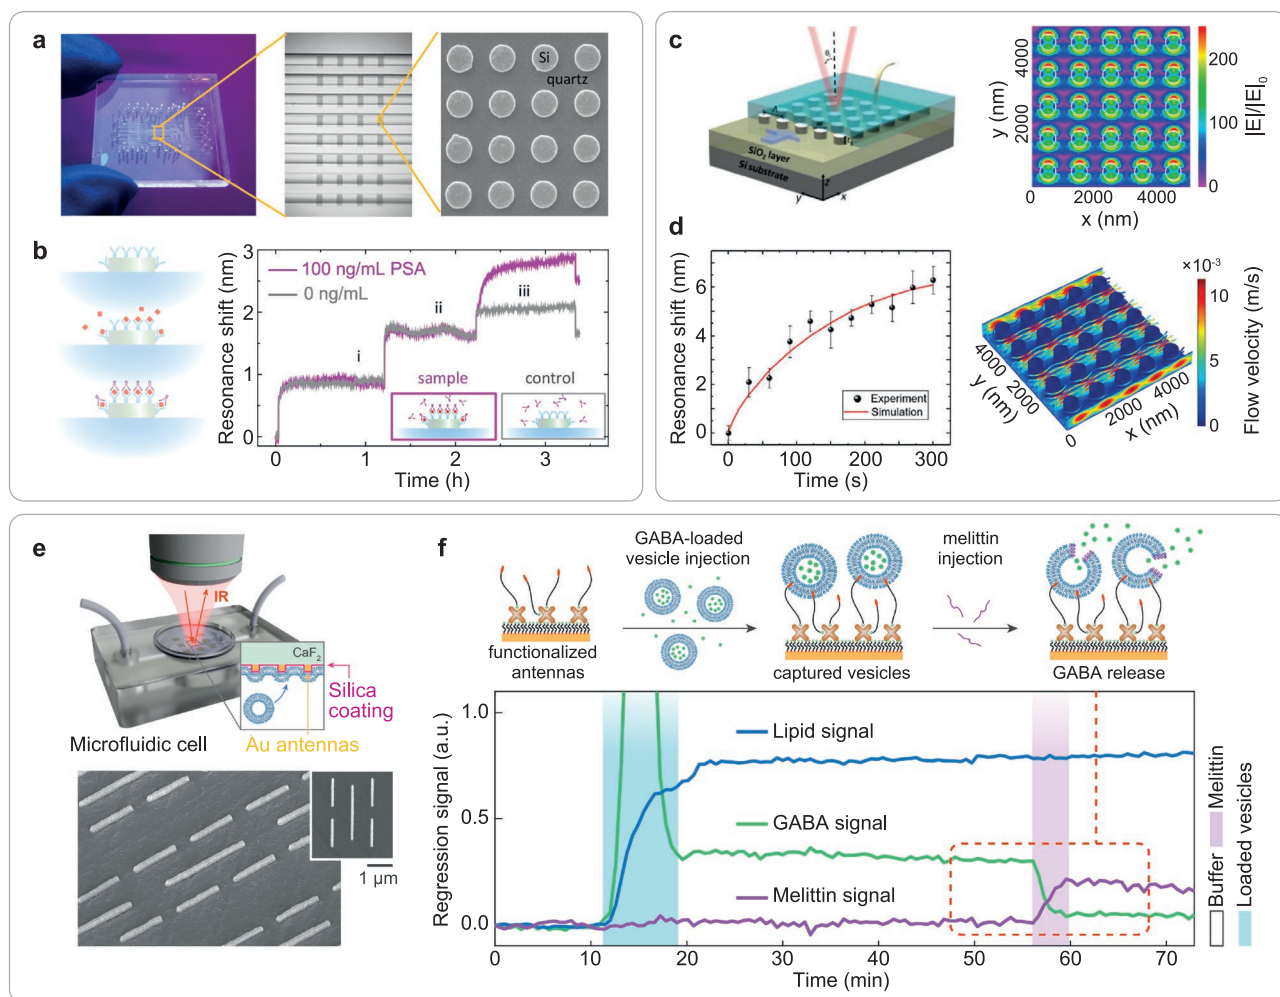 a
Si
quartz
b
Resonance shift (nm)
3
2
1
0
100 ng/mL PSA
0 ng/mL
i
ii
iii
sample
control
0
1
2
3
Time (h)
c
SiO2 layer
Si substrate
z
y
x
y (nm)
4000
2000
0
0
2000
4000
x (nm)
200
100
0
|E|/|E|0
d
Resonance shift (nm)
6
4
2
0
Experiment
Simulation
0
100
200
300
Time (s)
×10-3
10
5
0
Flow velocity (m/s)
4000
2000
0
y (nm)
2000
4000
x (nm)
e
IR
CaF2
Silica
coating
Microfluidic cell
Au antennas
1 µm
f
GABA-loaded
vesicle injection
melittin
injection
functionalized
antennas
captured vesicles
GABA release
Regression signal (a.u.)
1.0
0.5
0.0
Lipid signal
GABA signal
Melittin signal
0
10
20
30
40
50
60
70
Time (min)
Buffer
Melittin
Loaded vesicles